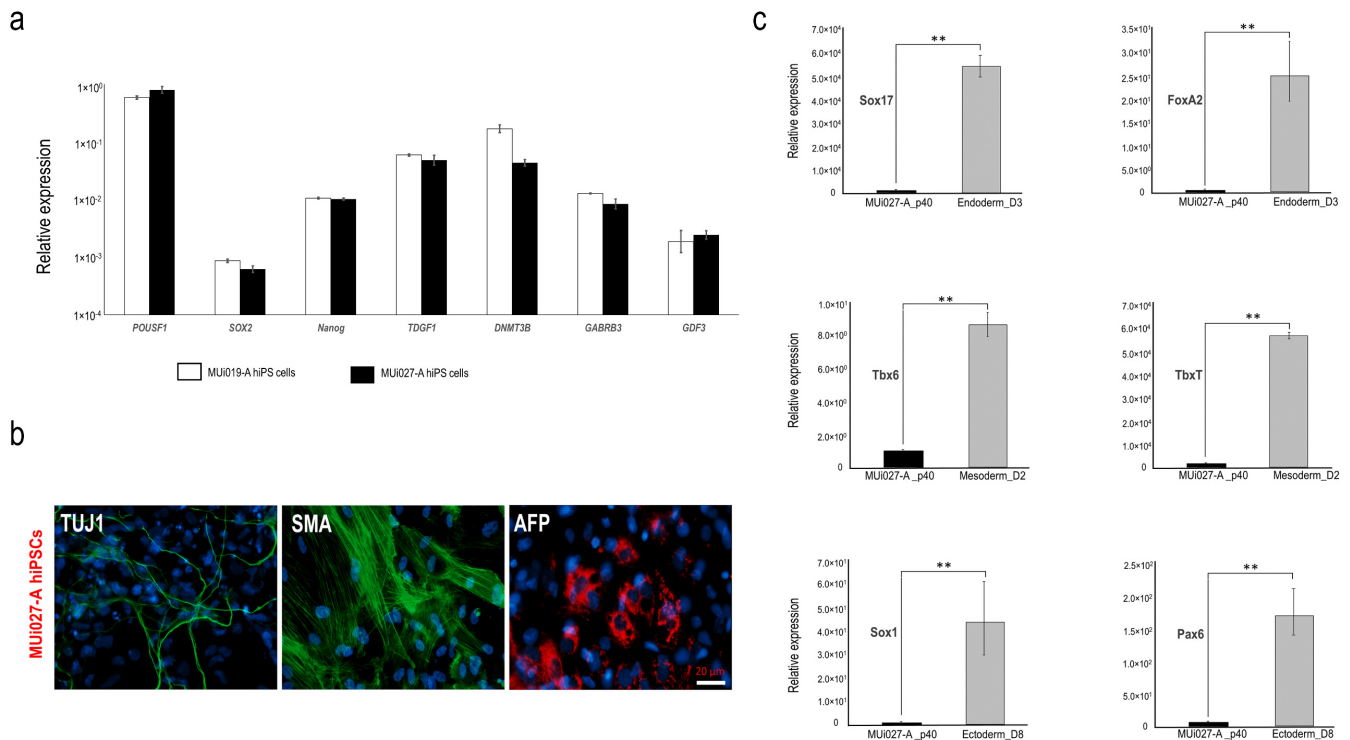 a
Relative expression
1×10⁰
1×10⁻¹
1×10⁻²
1×10⁻³
1×10⁻⁴
POUSF1 SOX2 Nanog TDGF1 DNMT3B GABRB3 GDF3
MUi019-A hiPS cells MUi027-A hiPS cells
b
MUi027-A hiPSCs
TUJ1 SMA AFP
20 μm
c
Relative expression
7.0×10⁴
6.0×10⁴
5.0×10⁴
4.0×10⁴
3.0×10⁴
2.0×10⁴
1.0×10⁴
0
Sox17
**
MUi027-A_p40 Endoderm_D3
3.5×10¹
3.0×10¹
2.5×10¹
2.0×10¹
1.5×10¹
1.0×10¹
5.0×10⁰
0
FoxA2
**
MUi027-A_p40 Endoderm_D3
Relative expression
1.0×10¹
8.0×10⁰
6.0×10⁰
4.0×10⁰
2.0×10⁰
0
Tbx6
**
MUi027-A_p40 Mesoderm_D2
7.0×10⁴
6.0×10⁴
5.0×10⁴
4.0×10⁴
3.0×10⁴
7.0×10⁴
2.0×10⁴
1.0×10⁴
0
TbxT
**
MUi027-A_p40 Mesoderm_D2
Relative expression
7.0×10¹
6.0×10¹
5.0×10¹
4.0×10¹
3.0×10¹
2.0×10¹
1.0×10¹
0
Sox1
**
MUi027-A_p40 Ectoderm_D8
2.5×10²
2.0×10²
1.5×10²
1.0×10²
5.0×10¹
0
Pax6
**
MUi027-A_p40 Ectoderm_D8